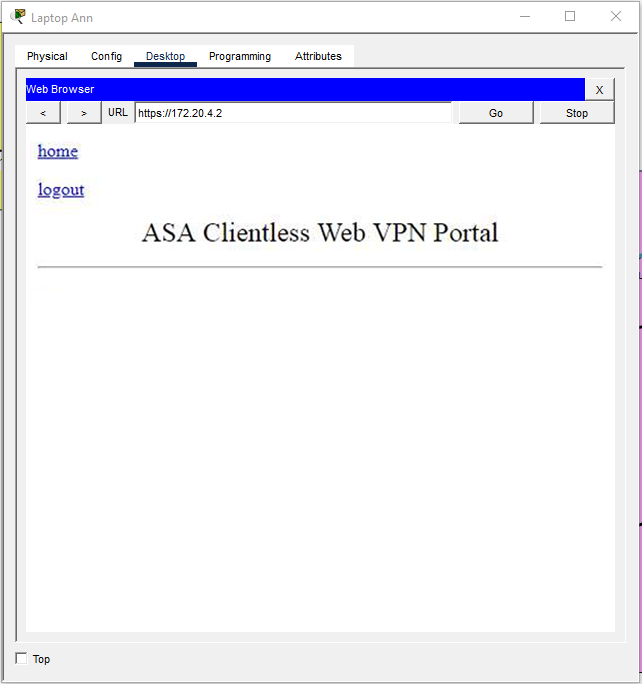 Laptop Ann
Physical Config Desktop Programming Attributes
Web Browser X
< > URL https://172.20.4.2 Go Stop
home
logout
ASA Clientless Web VPN Portal
Top